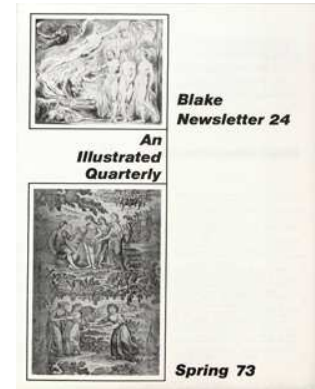 Blake
Newsletter 24
An
Illustrated
Quarterly
Spring 73